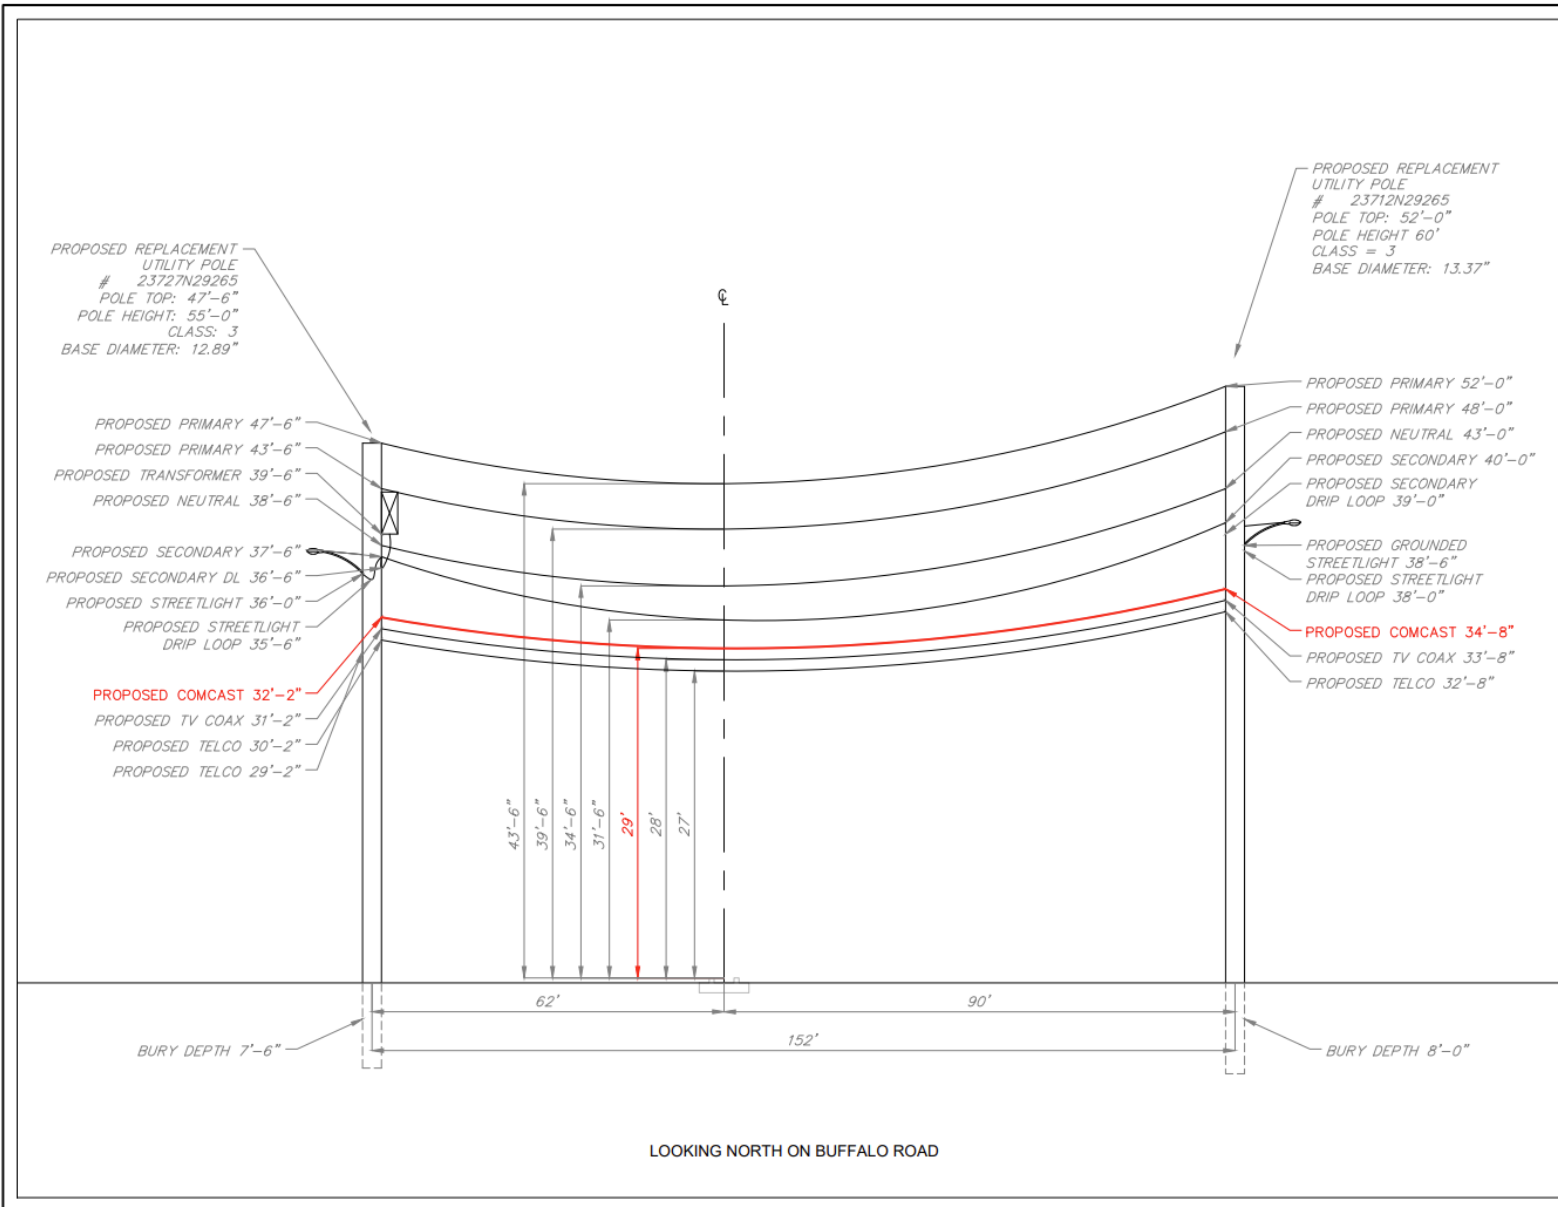 PROPOSED REPLACEMENT
UTILITY POLE
# 23712N29265
POLE TOP: 52'-0"
POLE HEIGHT 60'
CLASS = 3
BASE DIAMETER: 13.37"
PROPOSED REPLACEMENT
UTILITY POLE
# 23727N29265
POLE TOP: 47'-6"
POLE HEIGHT: 55'-0"
CLASS: 3
BASE DIAMETER: 12.89"
℄
PROPOSED PRIMARY 47'-6"
PROPOSED PRIMARY 43'-6"
PROPOSED TRANSFORMER 39'-6"
PROPOSED NEUTRAL 38'-6"
PROPOSED SECONDARY 37'-6"
PROPOSED SECONDARY DL 36'-6"
PROPOSED STREETLIGHT 36'-0"
PROPOSED STREETLIGHT
DRIP LOOP 35'-6"
PROPOSED COMCAST 32'-2"
PROPOSED TV COAX 31'-2"
PROPOSED TELCO 30'-2"
PROPOSED TELCO 29'-2"
PROPOSED PRIMARY 52'-0"
PROPOSED PRIMARY 48'-0"
PROPOSED NEUTRAL 43'-0"
PROPOSED SECONDARY 40'-0"
PROPOSED SECONDARY
DRIP LOOP 39'-0"
PROPOSED GROUNDED
STREETLIGHT 38'-6"
PROPOSED STREETLIGHT
DRIP LOOP 38'-0"
PROPOSED COMCAST 34'-8"
PROPOSED TV COAX 33'-8"
PROPOSED TELCO 32'-8"
43'-6"
39'-6"
34'-6"
31'-6"
29'
28'
27'
62'
90'
152'
BURY DEPTH 7'-6"
BURY DEPTH 8'-0"
LOOKING NORTH ON BUFFALO ROAD